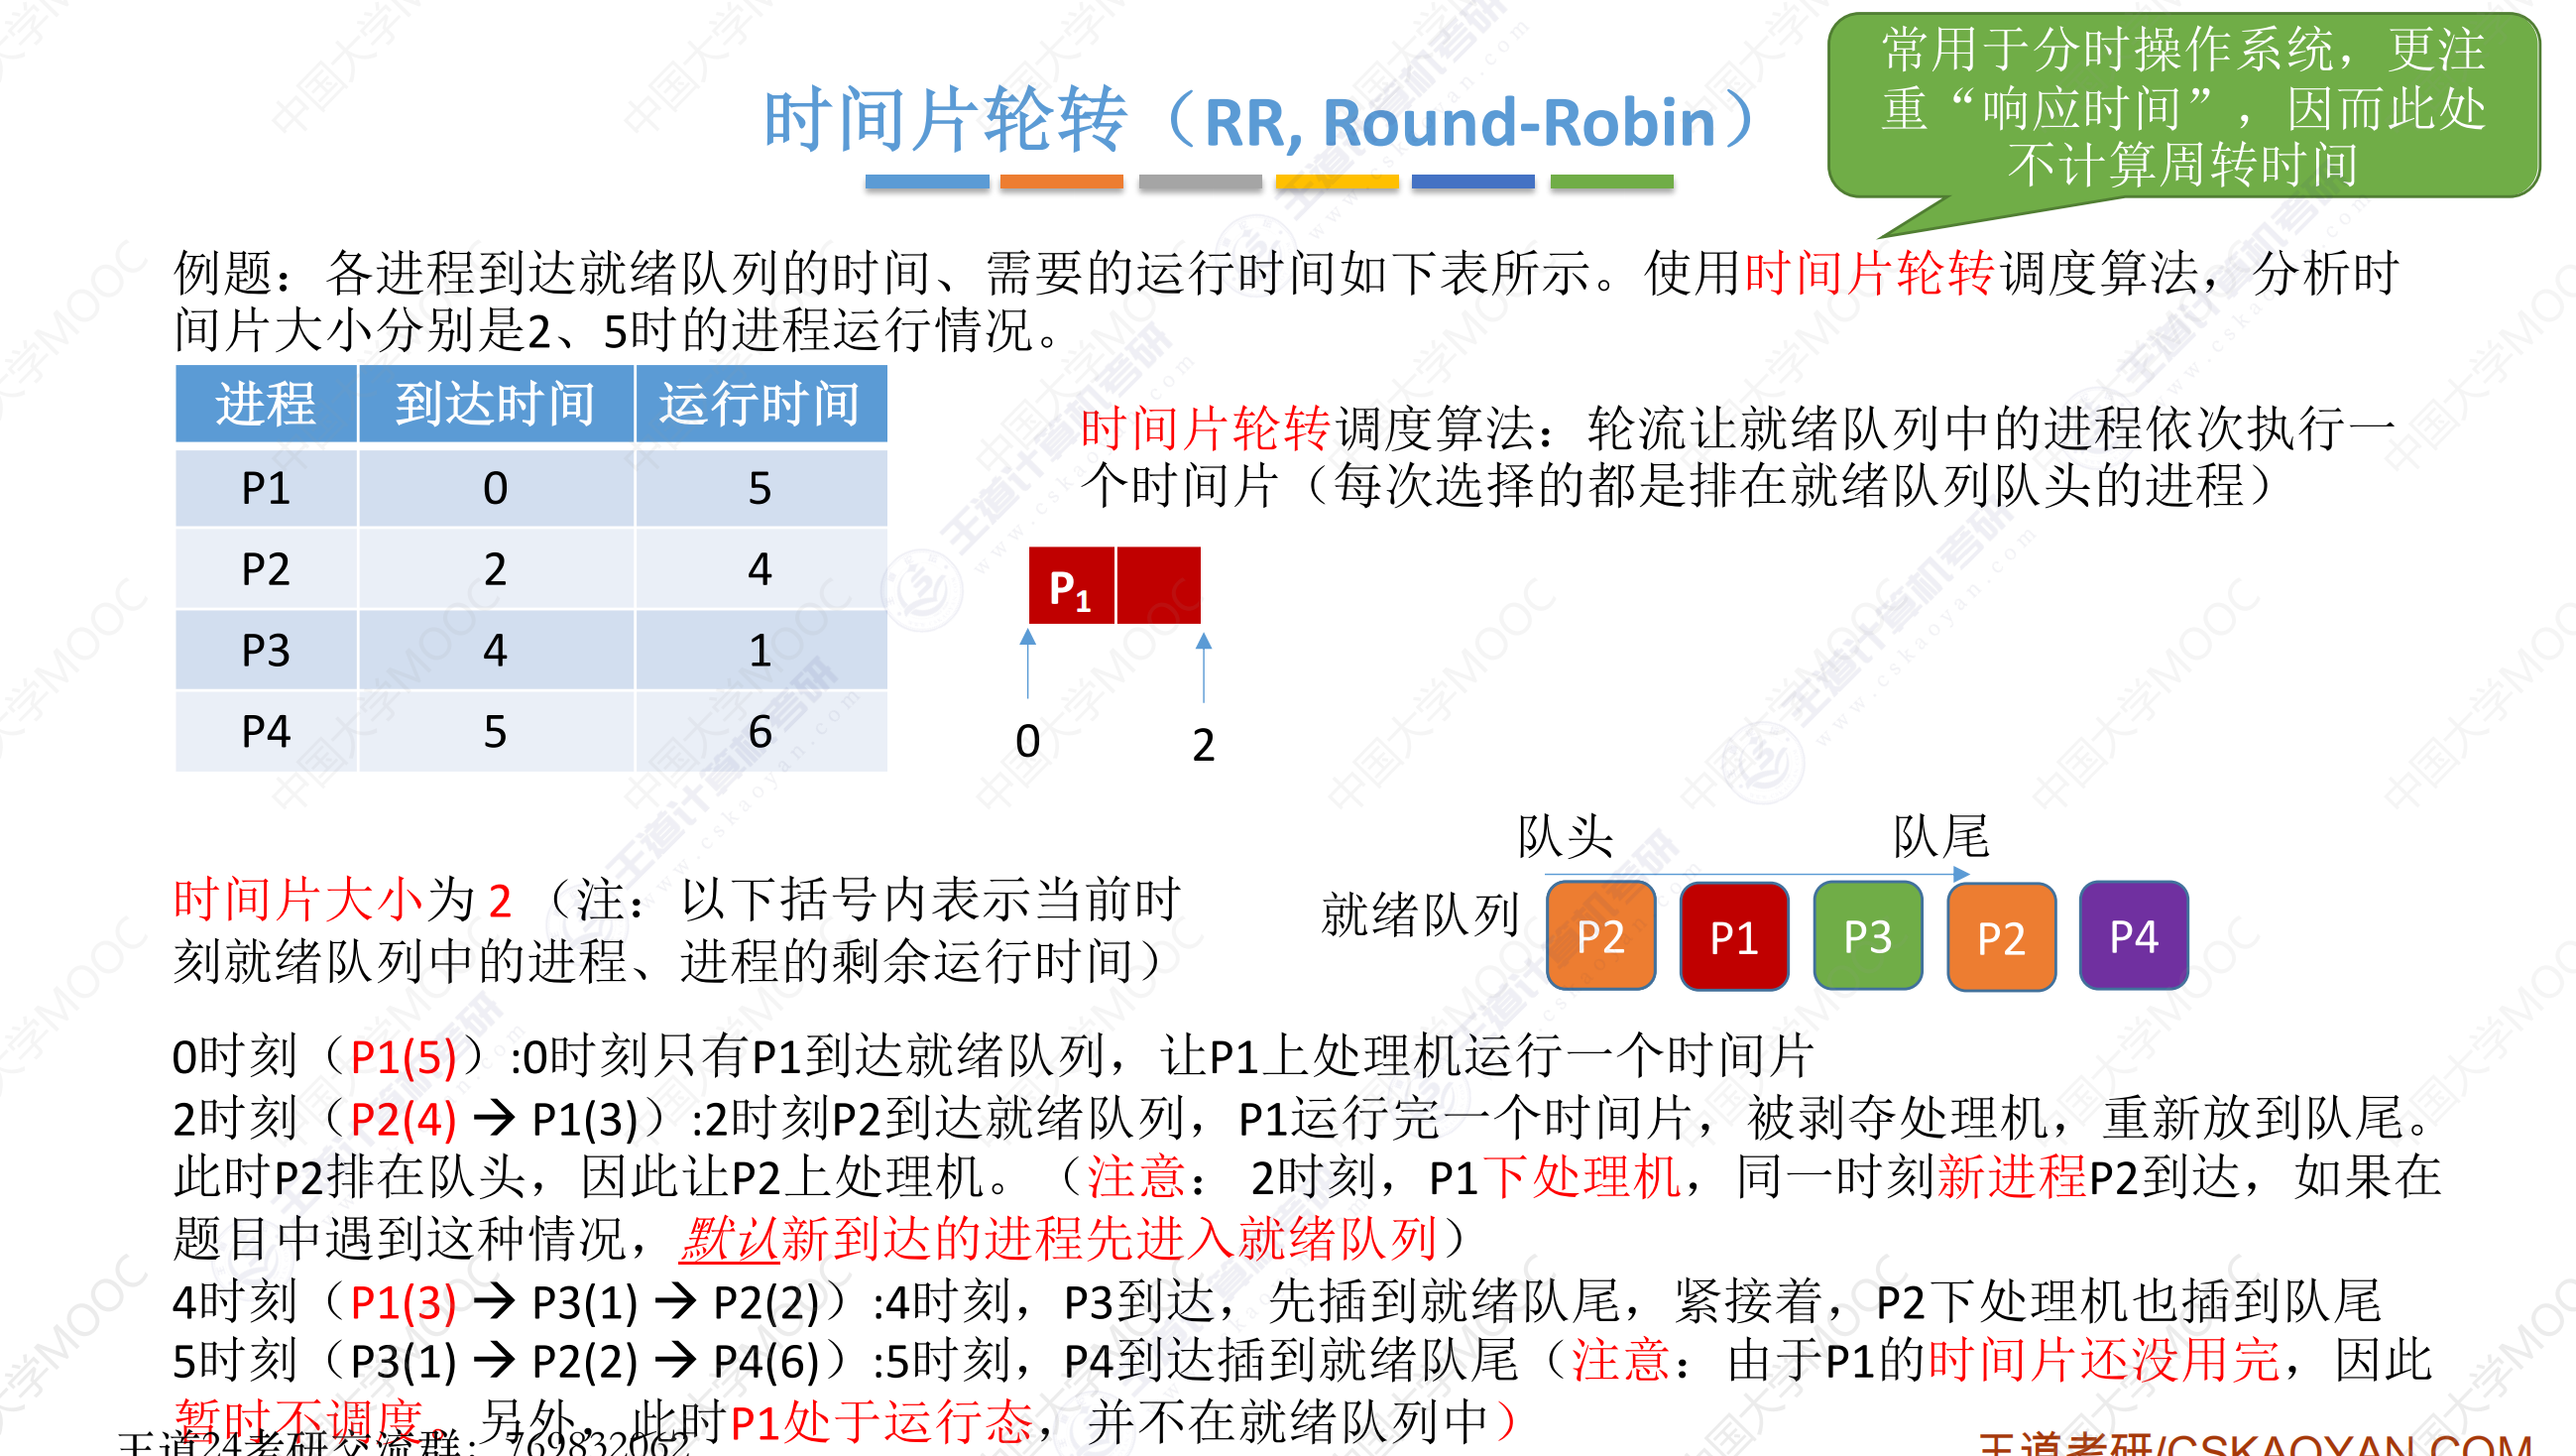 常用于分时操作系统，更注
重“响应时间”，因而此处
不计算周转时间
时间片轮转（RR, Round-Robin）
例题：各进程到达就绪队列的时间、需要的运行时间如下表所示。使用时间片轮转调度算法，分析时
间片大小分别是2、5时的进程运行情况。
进程 到达时间 运行时间
P1 0 5
P2 2 4
P3 4 1
P4 5 6
时间片轮转调度算法：轮流让就绪队列中的进程依次执行一
个时间片（每次选择的都是排在就绪队列队头的进程）
P1
0 2
时间片大小为 2 （注：以下括号内表示当前时
刻就绪队列中的进程、进程的剩余运行时间）
队头 队尾
就绪队列 P2 P1 P3 P2 P4
0时刻（P1(5)）:0时刻只有P1到达就绪队列，让P1上处理机运行一个时间片
2时刻（P2(4) → P1(3)）:2时刻P2到达就绪队列，P1运行完一个时间片，被剥夺处理机，重新放到队尾。
此时P2排在队头，因此让P2上处理机。（注意： 2时刻，P1下处理机，同一时刻新进程P2到达，如果在
题目中遇到这种情况，默认新到达的进程先进入就绪队列）
4时刻（P1(3) → P3(1) → P2(2)）:4时刻，P3到达，先插到就绪队尾，紧接着，P2下处理机也插到队尾
5时刻（P3(1) → P2(2) → P4(6)）:5时刻，P4到达插到就绪队尾（注意：由于P1的时间片还没用完，因此
暂时不调度。另外，此时P1处于运行态，并不在就绪队列中）
王道24考研交流群：769832062
王道考研/CSKAOYAN.COM
中国大学MOOC
王道计算机考研
www.cskaoyan.com